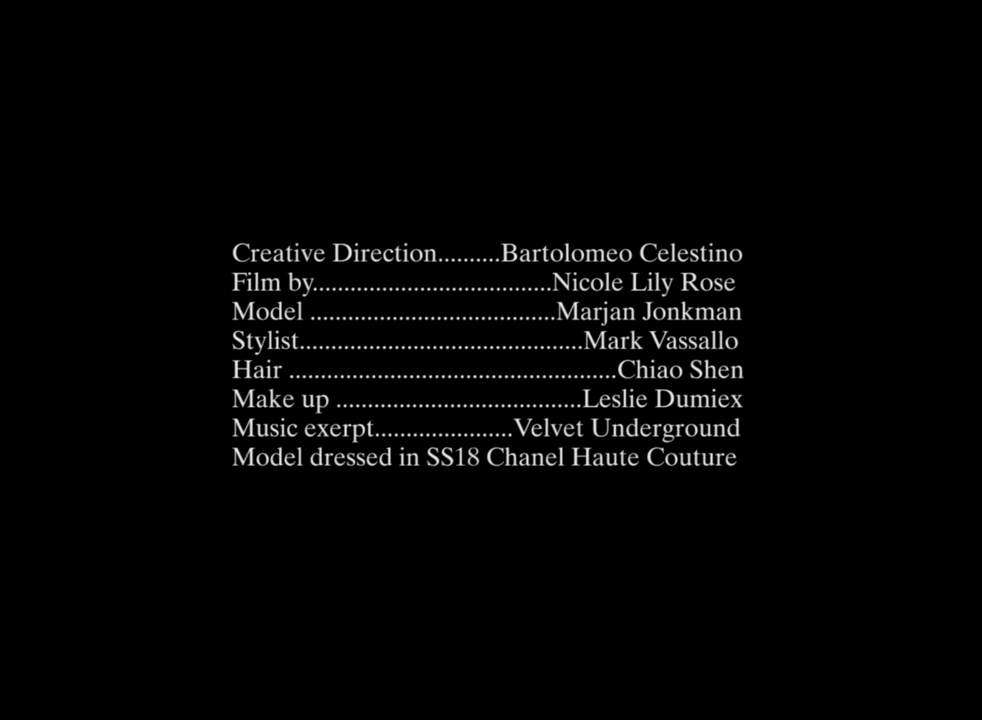 Creative Direction..........Bartolomeo Celestino
Film by......................................Nicole Lily Rose
Model .......................................Marjan Jonkman
Stylist.............................................Mark Vassallo
Hair ....................................................Chiao Shen
Make up .......................................Leslie Dumiex
Music exerpt......................Velvet Underground
Model dressed in SS18 Chanel Haute Couture